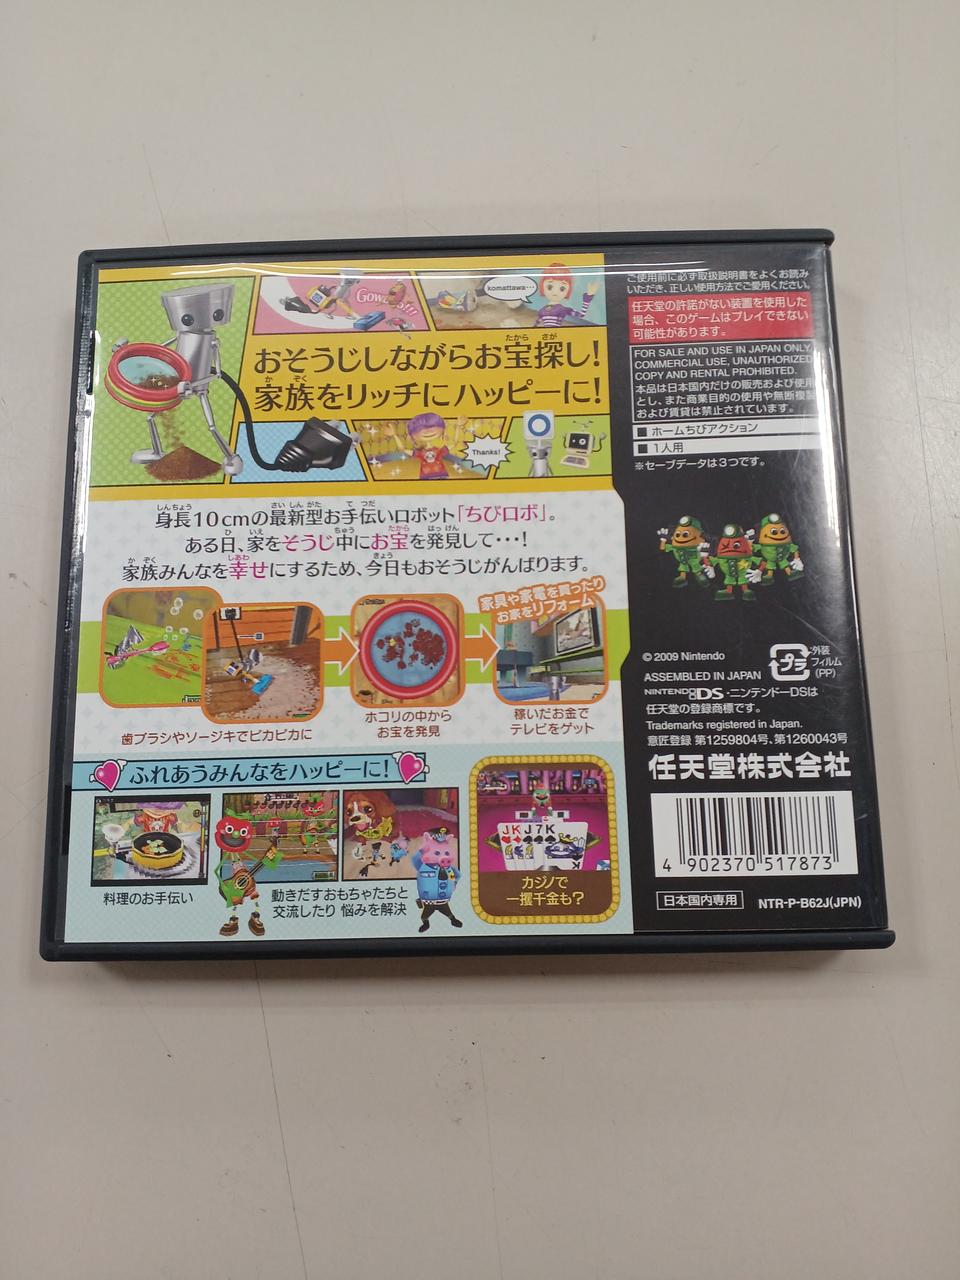 Gowa!!!
komattawa…
おそうじしながらお宝探し!
家族をリッチにハッピーに!
Thanks!
身長10cmの最新型お手伝いロボット「ちびロボ」。
ある日、家をそうじ中にお宝を発見して…!
家族みんなを幸せにするため、今日もおそうじがんばります。
家具や家電を買ったり
お家をリフォーム
歯ブラシやソージキでピカピカに
ホコリの中から
お宝を発見
稼いだお金で
テレビをゲット
ふれあうみんなをハッピーに!
料理のお手伝い
動きだすおもちゃたちと
交流したり 悩みを解決
J K J 7 K
カジノで
一攫千金も?
ご使用前に必ず取扱説明書をよくお読み
いただき、正しい使用方法でご愛用ください。
任天堂の許諾がない装置を使用した
場合、このゲームはプレイできない
可能性があります。
FOR SALE AND USE IN JAPAN ONLY.
COMMERCIAL USE, UNAUTHORIZED
COPY AND RENTAL PROHIBITED.
本品は日本国内だけの販売および使用
とし、また商業目的の使用や無断複製
および賃貸は禁止されています。
■ ホームちびアクション
■ 1人用
※セーブデータは3つです。
© 2009 Nintendo
ASSEMBLED IN JAPAN
プラ
外装
フィルム
(PP)
NINTENDO DS・ニンテンドーDSは
任天堂の登録商標です。
Trademarks registered in Japan.
意匠登録 第1259804号、第1260043号
任天堂株式会社
4 902370 517873
日本国内専用
NTR-P-B62J(JPN)